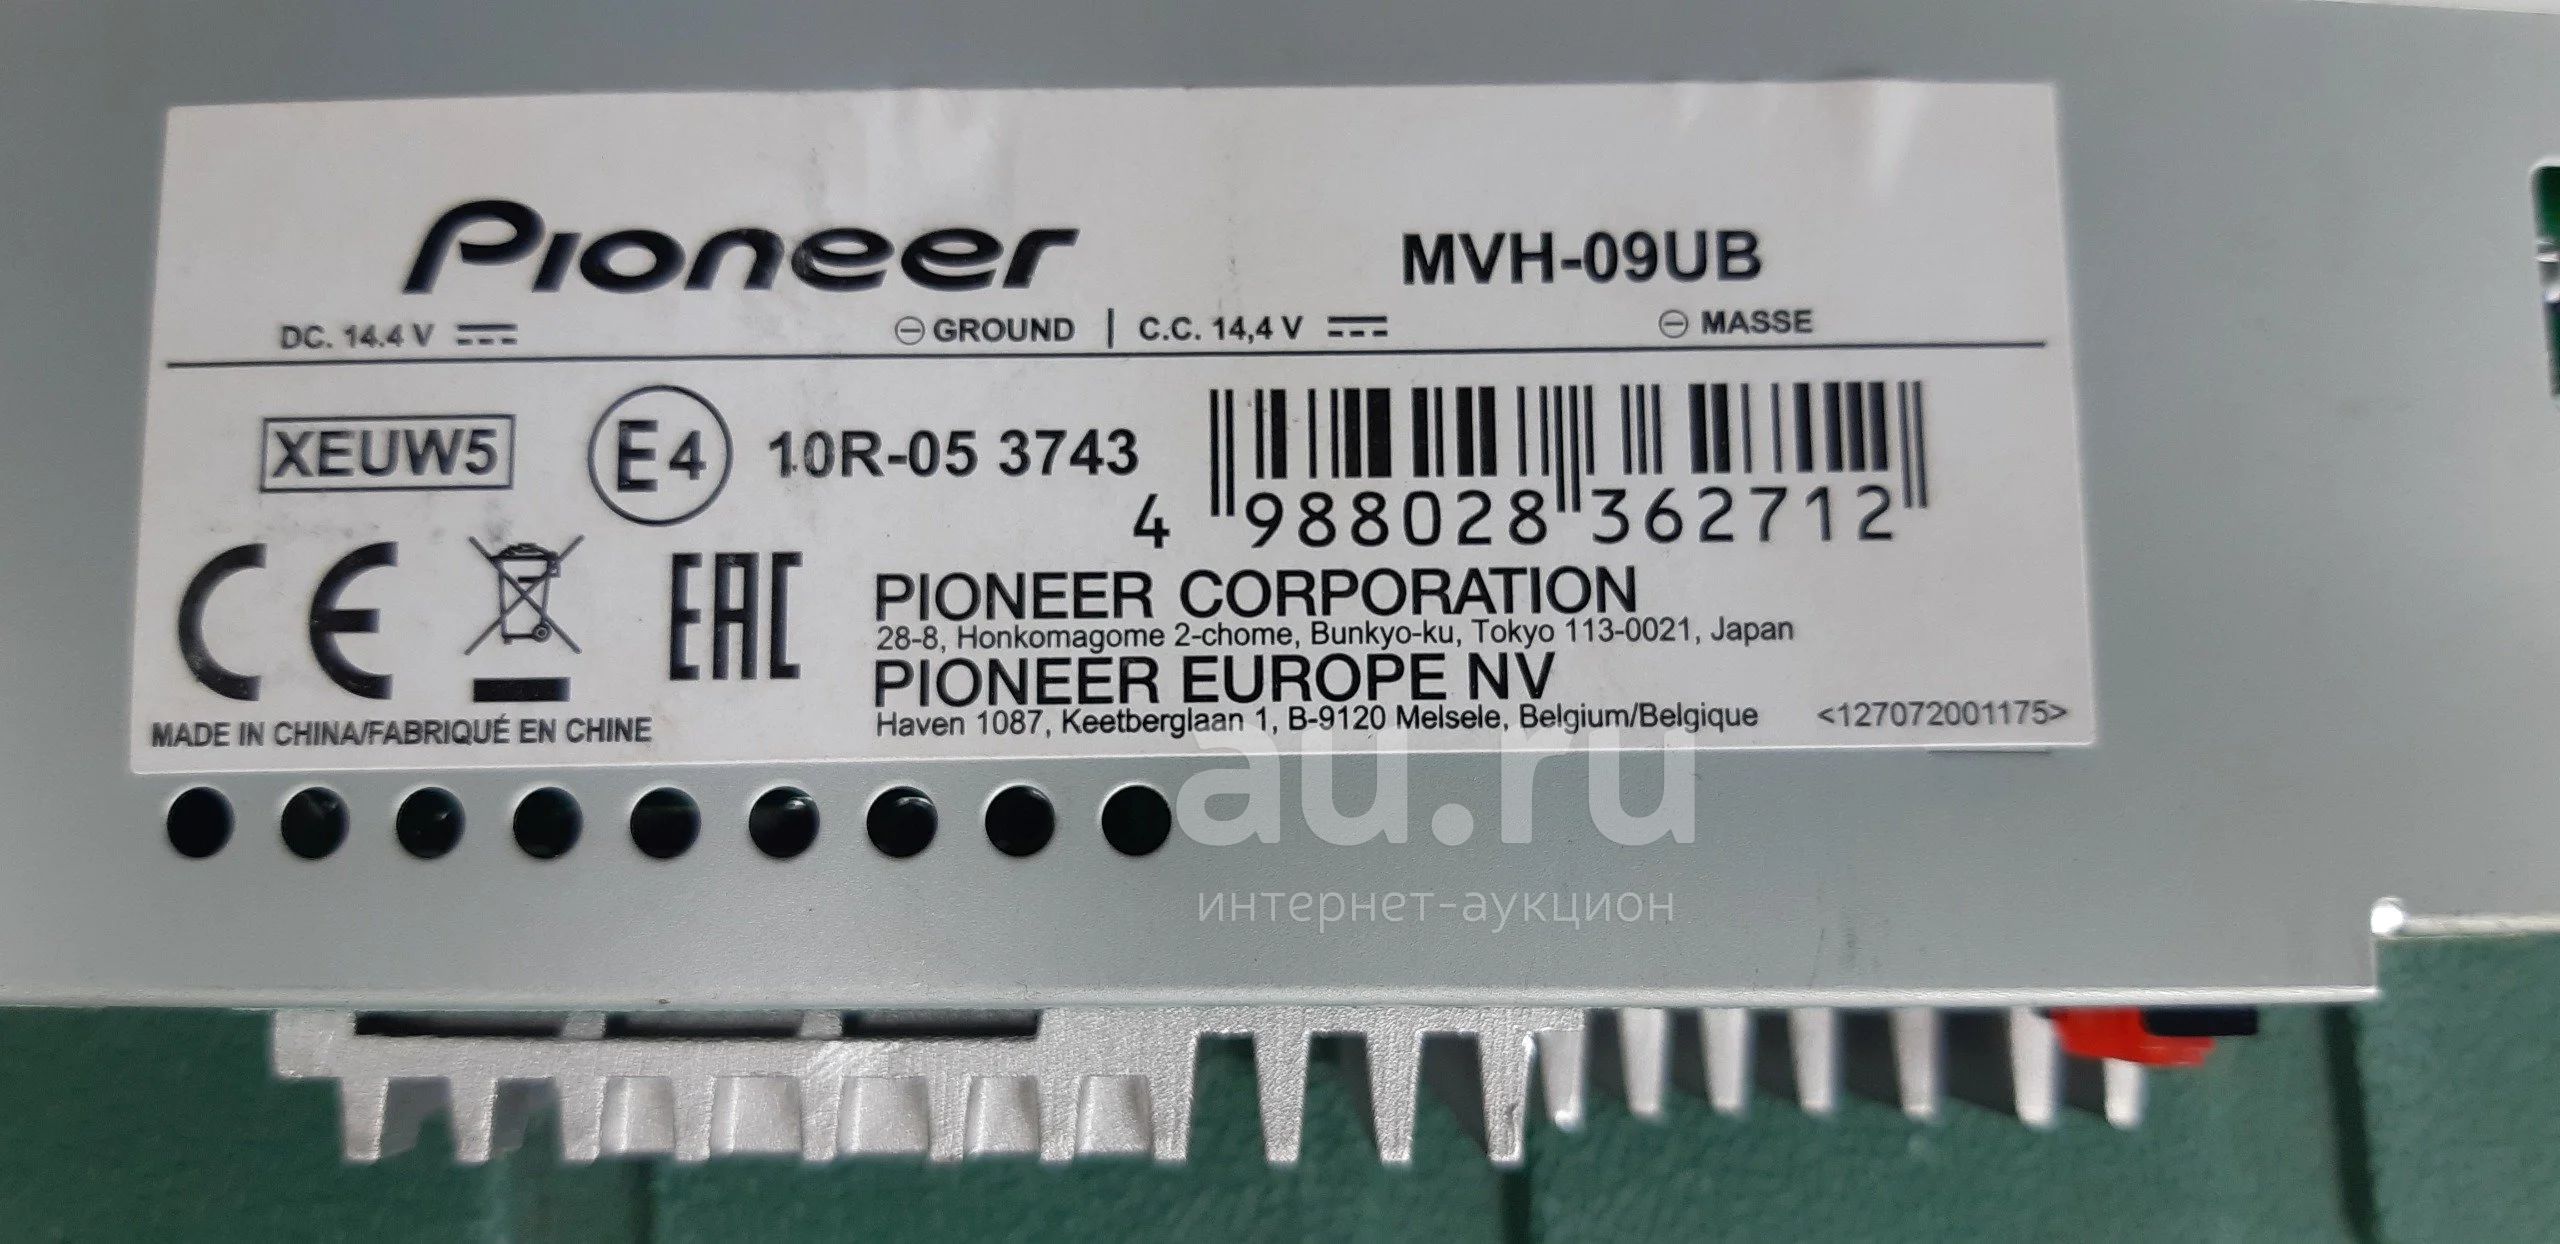 Pioneer MVH-09UB
DC. 14.4 V ⎓ ⊖ GROUND | C.C. 14,4 V ⎓ ⊖ MASSE
XEUW5 E4 10R-05 3743
4 988028 362712
CE EAC
PIONEER CORPORATION
28-8, Honkomagome 2-chome, Bunkyo-ku, Tokyo 113-0021, Japan
PIONEER EUROPE NV
Haven 1087, Keetberglaan 1, B-9120 Melsele, Belgium/Belgique <127072001175>
MADE IN CHINA/FABRIQUÉ EN CHINE
au.ru
интернет-аукцион